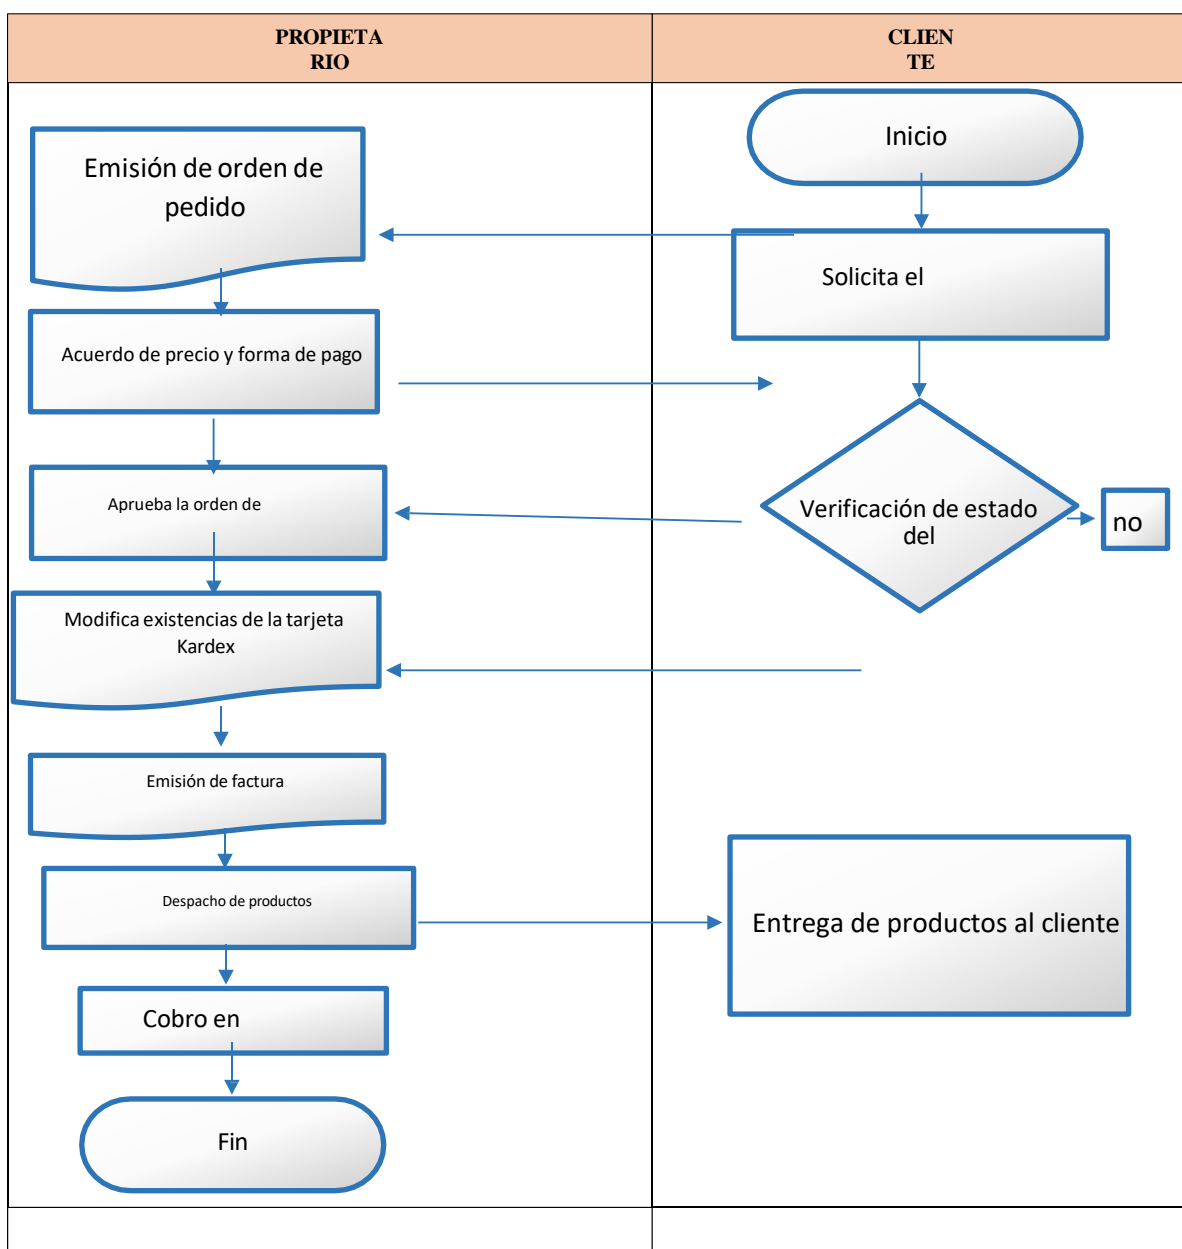 PROPIETA
RIO
CLIEN
TE
Inicio
Emisión de orden de
pedido
Solicita el
Acuerdo de precio y forma de pago
Aprueba la orden de
Verificación de estado
del
no
Modifica existencias de la tarjeta
Kardex
Emisión de factura
Despacho de productos
Entrega de productos al cliente
Cobro en
Fin